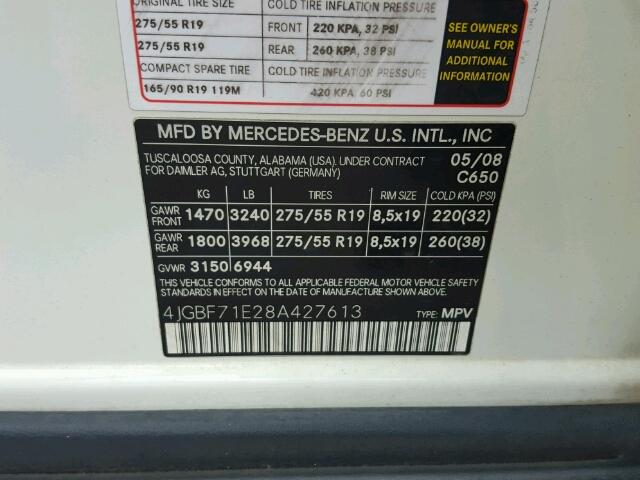 ORIGINAL TIRE SIZE COLD TIRE INFLATION PRESSURE
275/55 R19 FRONT 220 KPA, 32 PSI
275/55 R19 REAR 260 KPA, 38 PSI
COMPACT SPARE TIRE COLD TIRE INFLATION PRESSURE
165/90 R19 119M 420 KPA, 60 PSI
SEE OWNER'S
MANUAL FOR
ADDITIONAL
INFORMATION
MFD BY MERCEDES-BENZ U.S. INTL., INC
TUSCALOOSA COUNTY, ALABAMA (USA). UNDER CONTRACT 05/08
FOR DAIMLER AG, STUTTGART (GERMANY) C650
KG LB TIRES RIM SIZE COLD KPA (PSI)
GAWR FRONT 1470 3240 275/55 R19 8,5x19 220(32)
GAWR REAR 1800 3968 275/55 R19 8,5x19 260(38)
GVWR 3150 6944
THIS VEHICLE CONFORMS TO ALL APPLICABLE FEDERAL MOTOR VEHICLE SAFETY
STANDARDS IN EFFECT ON THE DATE OF MANUFACTURE SHOWN ABOVE
4JGBF71E28A427613 TYPE: MPV